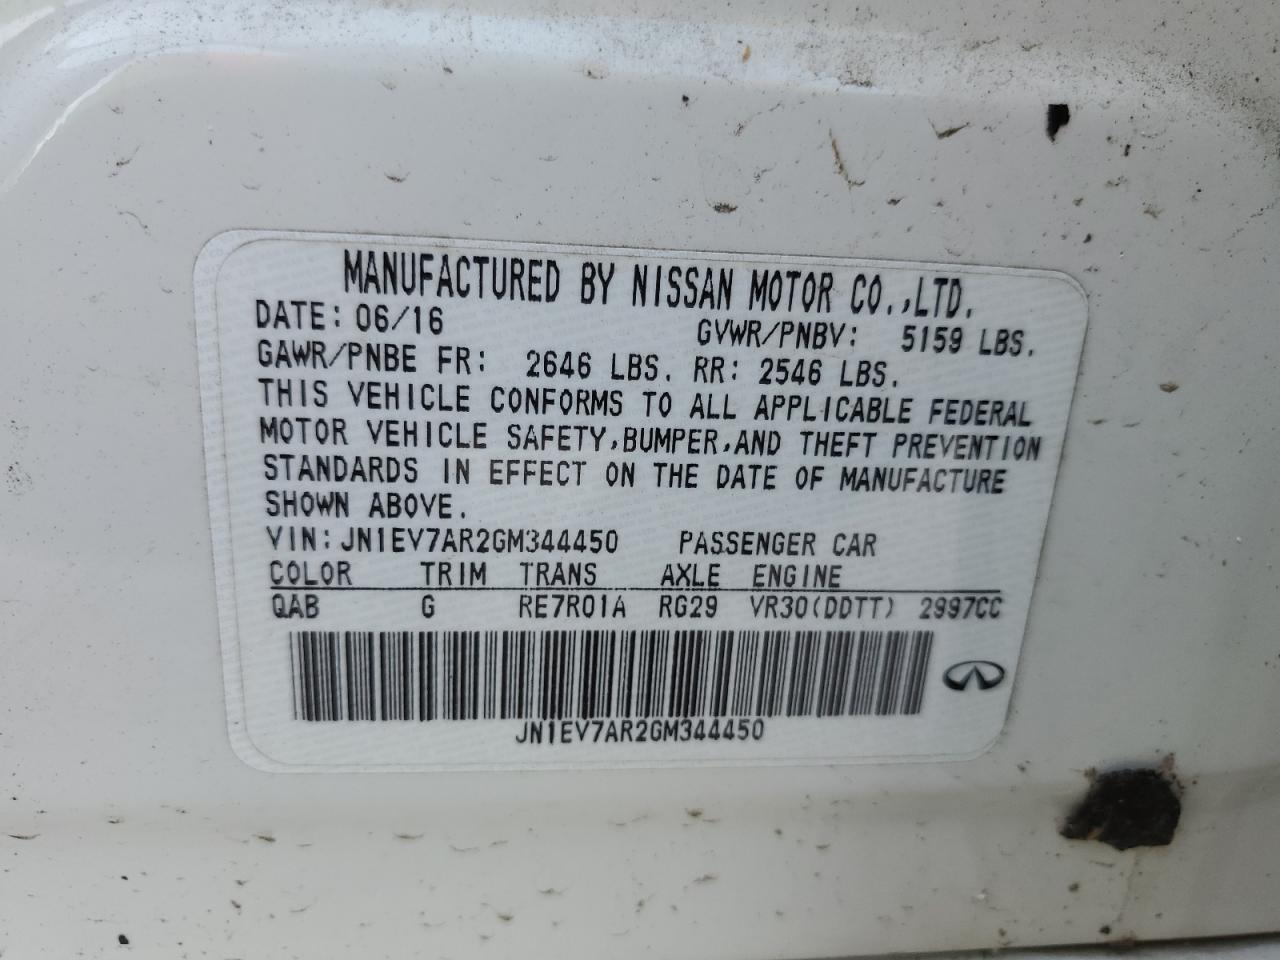 MANUFACTURED BY NISSAN MOTOR CO.,LTD.
DATE: 06/16 GVWR/PNBV: 5159 LBS.
GAWR/PNBE FR: 2646 LBS. RR: 2546 LBS.
THIS VEHICLE CONFORMS TO ALL APPLICABLE FEDERAL
MOTOR VEHICLE SAFETY,BUMPER,AND THEFT PREVENTION
STANDARDS IN EFFECT ON THE DATE OF MANUFACTURE
SHOWN ABOVE.
VIN: JN1EV7AR2GM344450 PASSENGER CAR
COLOR TRIM TRANS AXLE ENGINE
QAB G RE7R01A RG29 VR30(DDTT) 2997CC
JN1EV7AR2GM344450